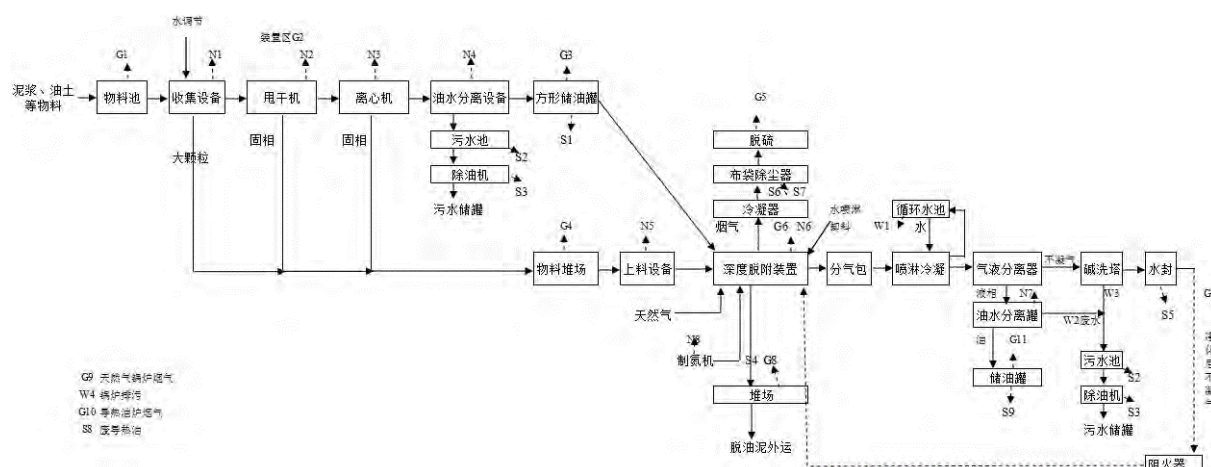 水调节
装置区G2
G1
N1
N2
N3
N4
G3
泥浆、油土
等物料
物料池
收集设备
甩干机
离心机
油水分离设备
方形储油罐
G5
大颗粒
固相
固相
污水池
S2
S1
脱硫
除油机
S3
布袋除尘器
S6、S7
污水储罐
冷凝器
烟气
G6
N6
水喷淋
卸料
W1
循环水池
水
G4
N5
物料堆场
上料设备
深度脱附装置
分气包
喷淋冷凝
气液分离器
不凝气
碱洗塔
水封
天然气
液相
N7
W3
S5
油水分离罐
W2废水
N8
制氮机
S4
G8
油
G11
污水池
S2
堆场
储油罐
除油机
S3
S9
污水储罐
脱油泥外运
G9 天然气锅炉烟气
W4 锅炉排污
G10 导热油炉烟气
S8 废导热油
阻火器